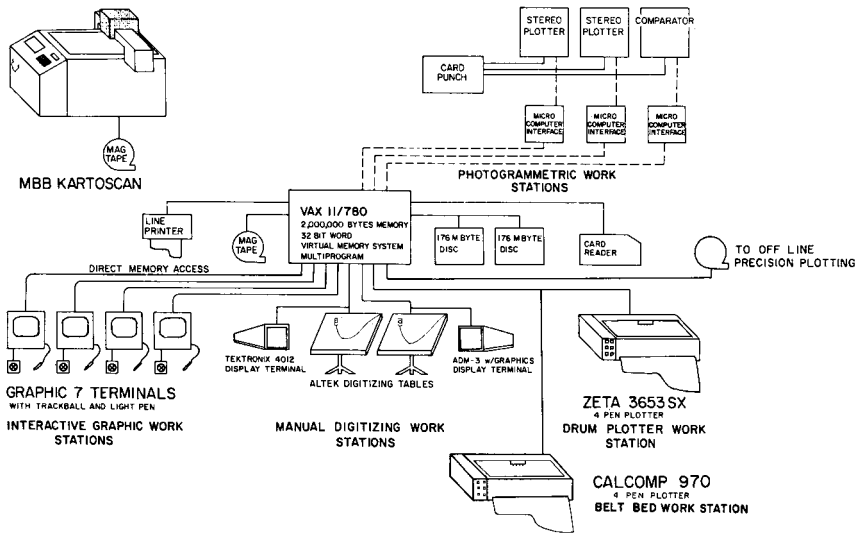 STEREO
PLOTTER
STEREO
PLOTTER
COMPARATOR
CARD
PUNCH
MAG
TAPE
MICRO
COMPUTER
INTERFACE
MICRO
COMPUTER
INTERFACE
MICRO
COMPUTER
INTERFACE
MBB KARTOSCAN
PHOTOGRAMMETRIC WORK
STATIONS
LINE
PRINTER
MAG
TAPE
VAX 11/780
2,000,000 BYTES MEMORY
32 BIT WORD
VIRTUAL MEMORY SYSTEM
MULTIPROGRAM
176 M BYTE
DISC
176 M BYTE
DISC
CARD
READER
TO OFF LINE
PRECISION PLOTTING
DIRECT MEMORY ACCESS
TEKTRONIX 4012
DISPLAY TERMINAL
a
a
ALTEK DIGITIZING TABLES
ADM-3 w/GRAPHICS
DISPLAY TERMINAL
GRAPHIC 7 TERMINALS
WITH TRACKBALL AND LIGHT PEN
INTERACTIVE GRAPHIC WORK
STATIONS
MANUAL DIGITIZING WORK
STATIONS
ZETA 3653 SX
4 PEN PLOTTER
DRUM PLOTTER WORK
STATION
CALCOMP 970
4 PEN PLOTTER
BELT BED WORK STATION